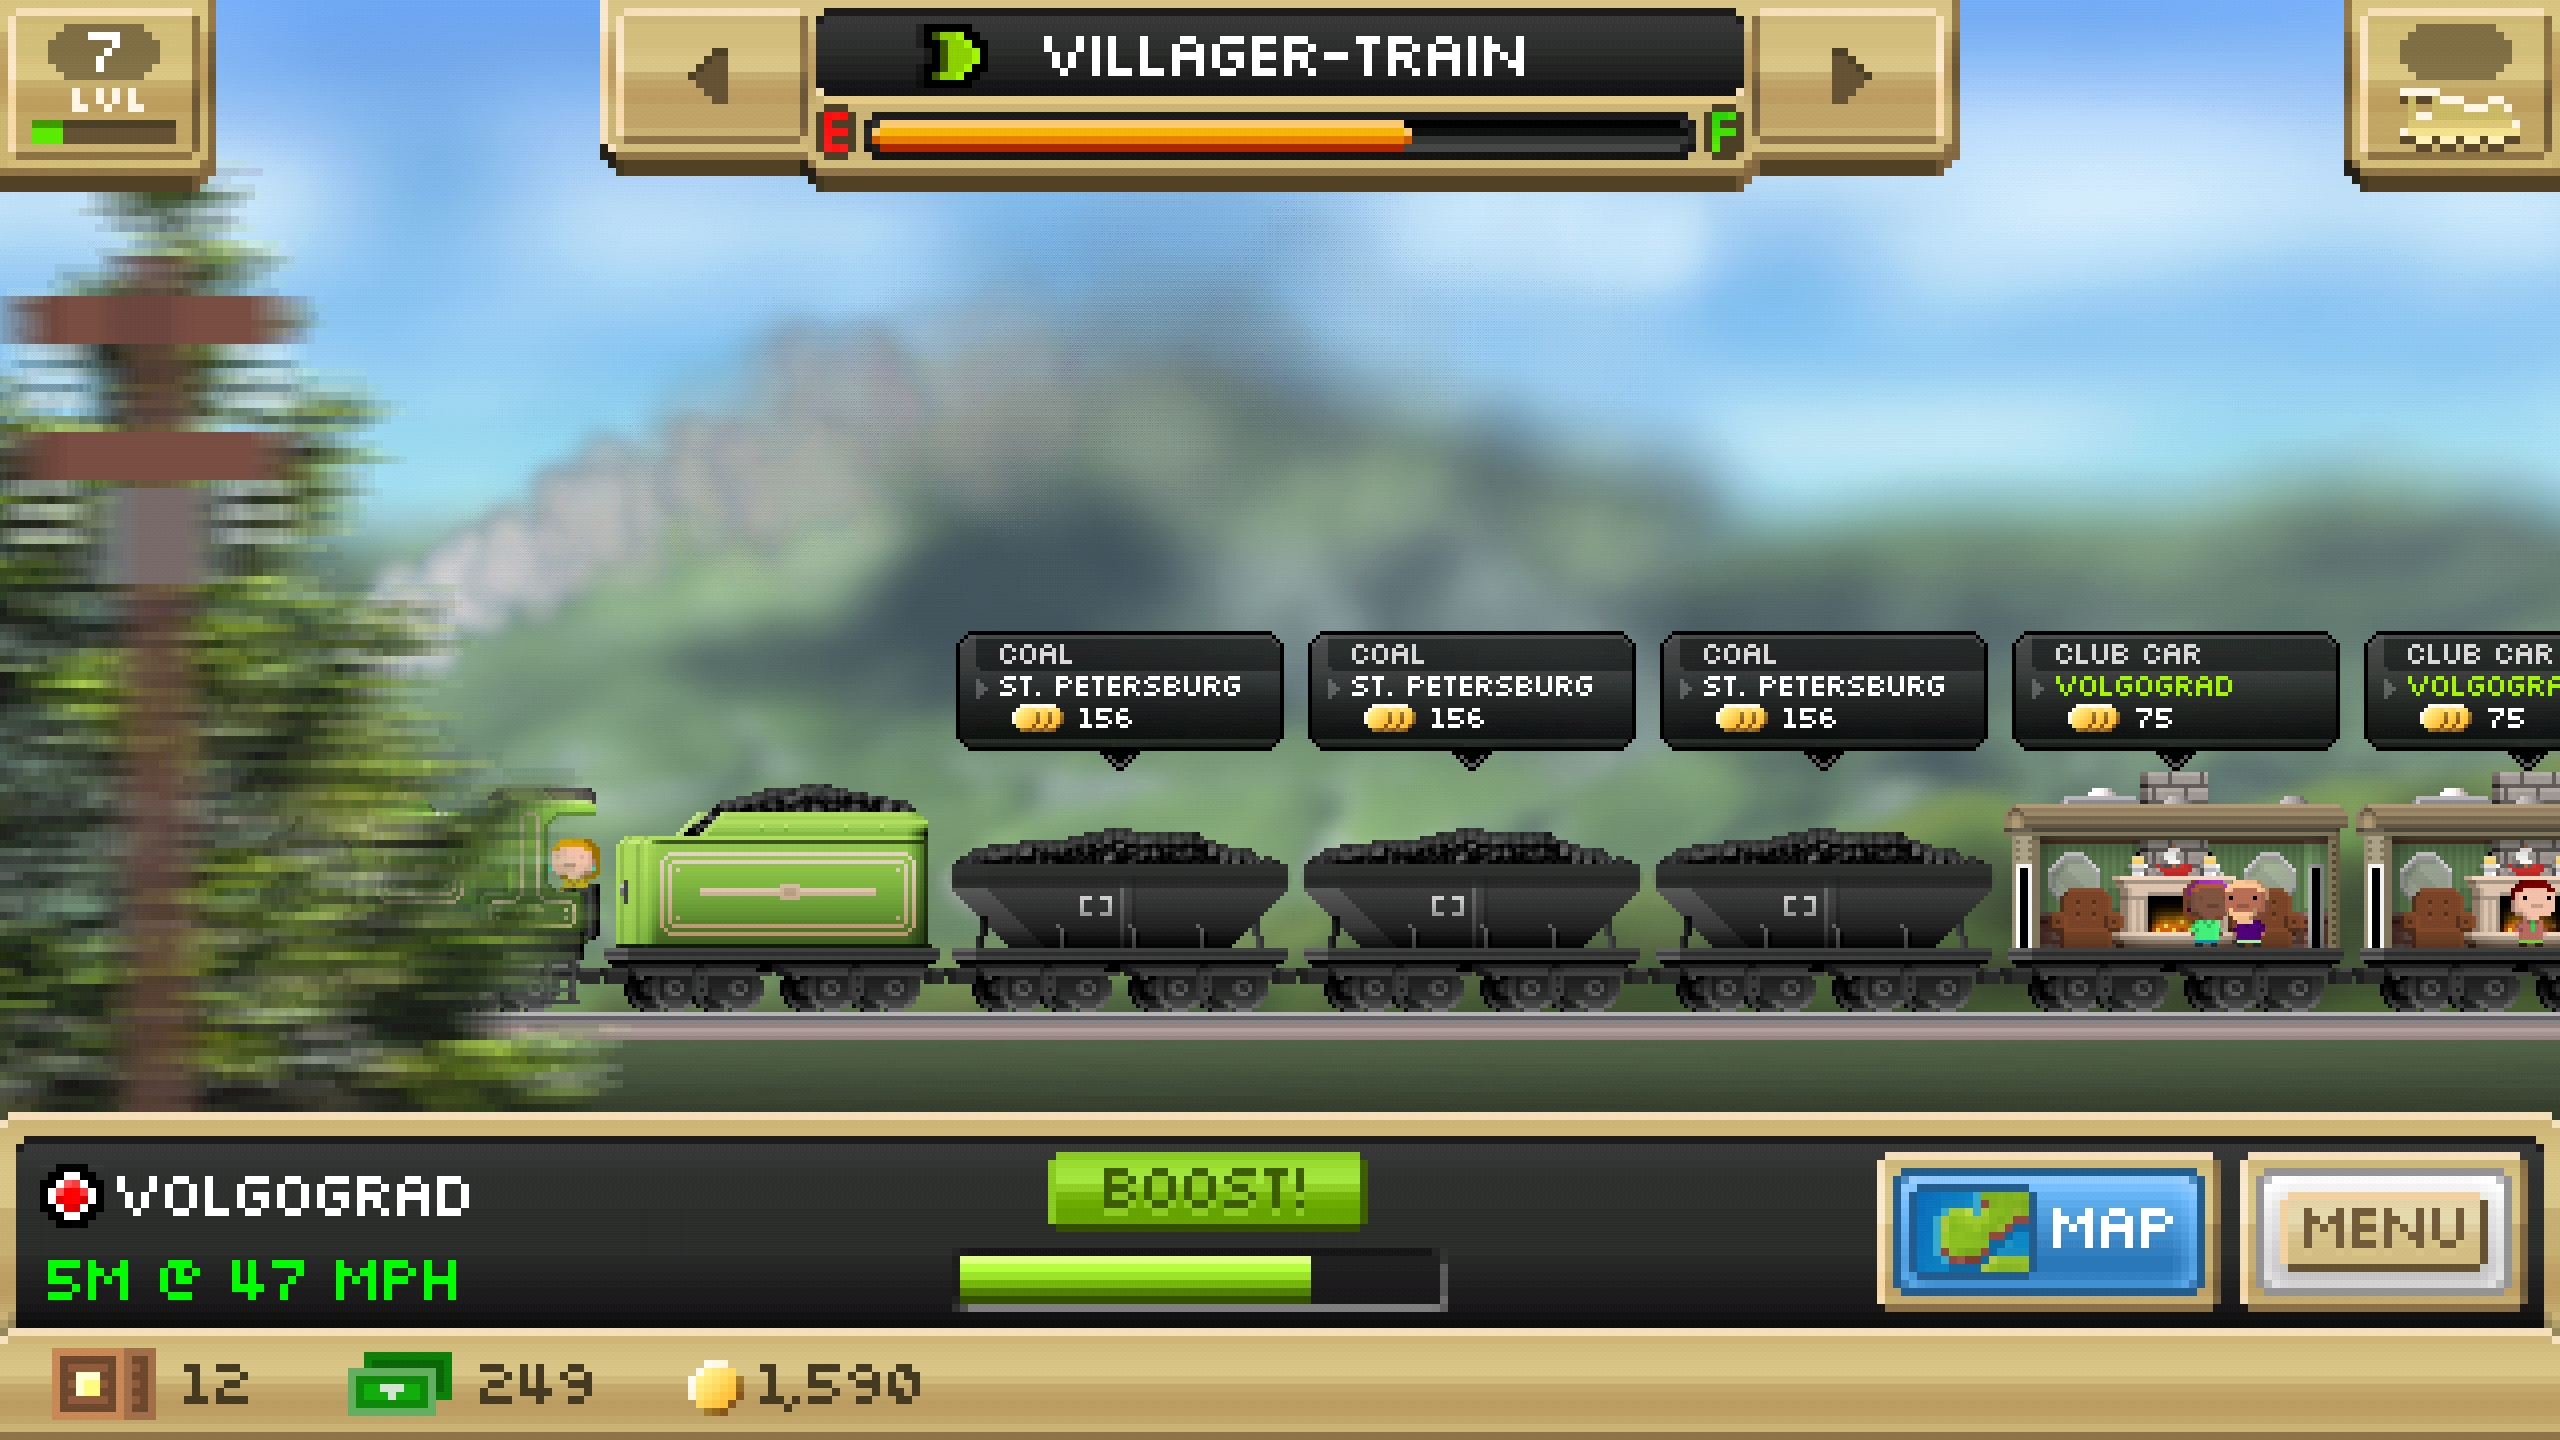 7
LVL
VILLAGER-TRAIN
E F
COAL
ST. PETERSBURG
156
COAL
ST. PETERSBURG
156
COAL
ST. PETERSBURG
156
CLUB CAR
VOLGOGRAD
75
CLUB CAR
VOLGOGRA
75
VOLGOGRAD
5M @ 47 MPH
BOOST!
MAP
MENU
12
249
1,590